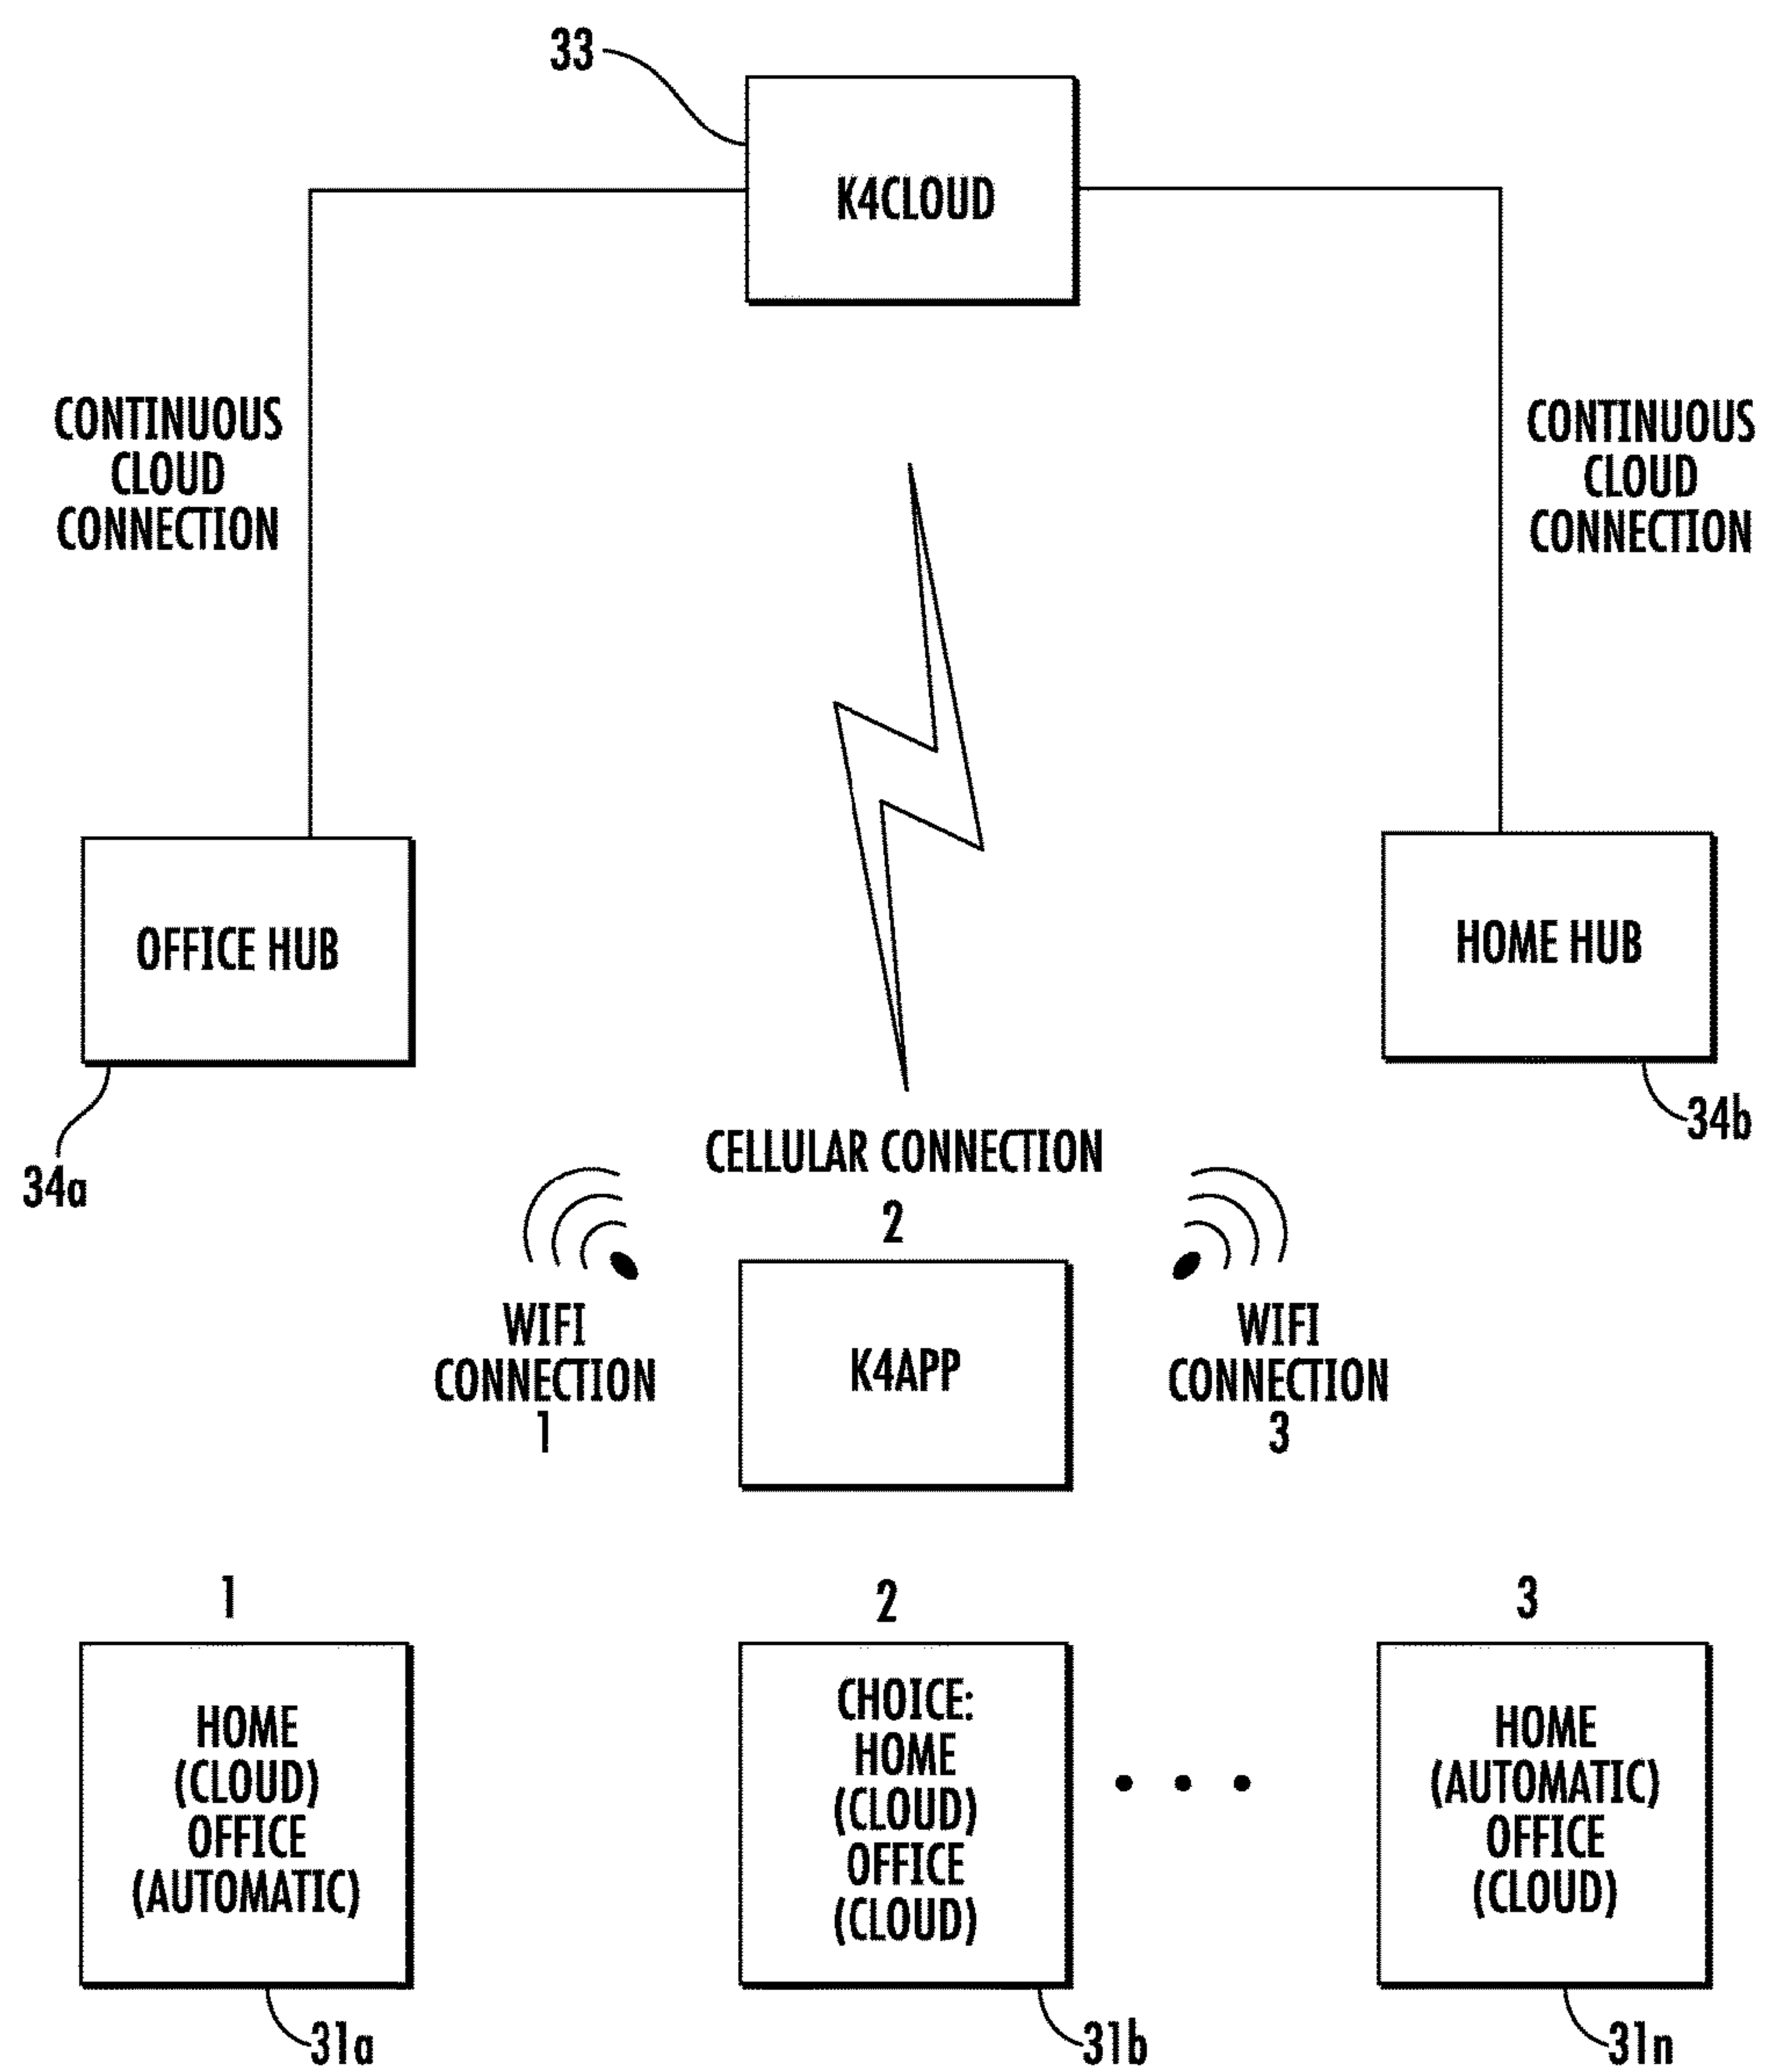 33
K4CLOUD
CONTINUOUS
CLOUD
CONNECTION
CONTINUOUS
CLOUD
CONNECTION
OFFICE HUB
HOME HUB
34a
34b
CELLULAR CONNECTION
2
WIFI
CONNECTION
1
K4APP
WIFI
CONNECTION
3
1
HOME
(CLOUD)
OFFICE
(AUTOMATIC)
31a
2
CHOICE:
HOME
(CLOUD)
OFFICE
(CLOUD)
31b
• • •
3
HOME
(AUTOMATIC)
OFFICE
(CLOUD)
31n